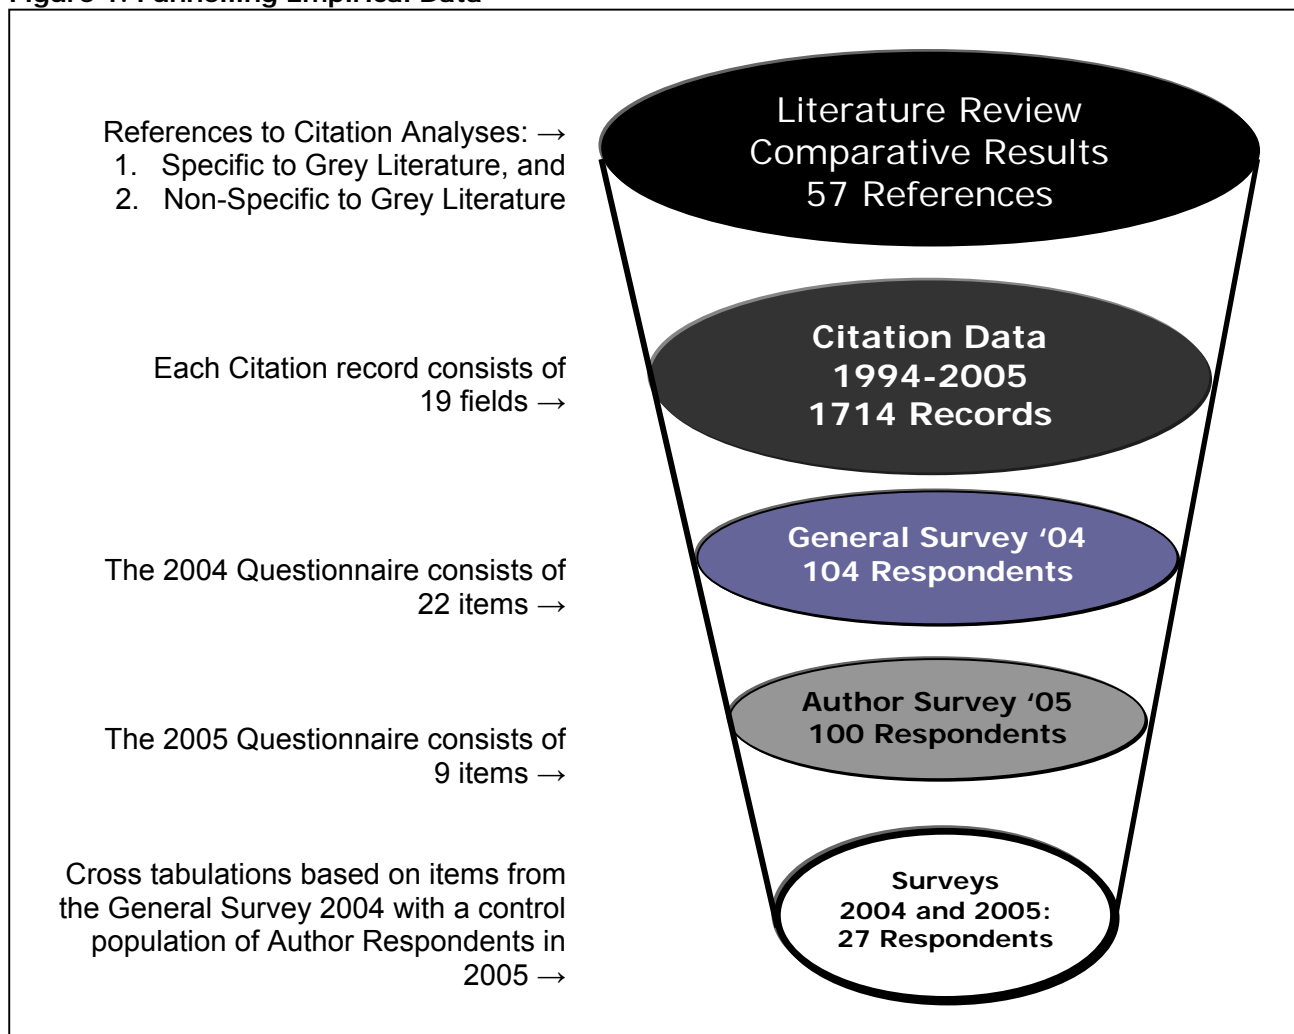 References to Citation Analyses: →
1. Specific to Grey Literature, and
2. Non-Specific to Grey Literature
Literature Review
Comparative Results
57 References
Each Citation record consists of
19 fields →
Citation Data
1994-2005
1714 Records
The 2004 Questionnaire consists of
22 items →
General Survey ‘04
104 Respondents
The 2005 Questionnaire consists of
9 items →
Author Survey ‘05
100 Respondents
Cross tabulations based on items from
the General Survey 2004 with a control
population of Author Respondents in
2005 →
Surveys
2004 and 2005:
27 Respondents